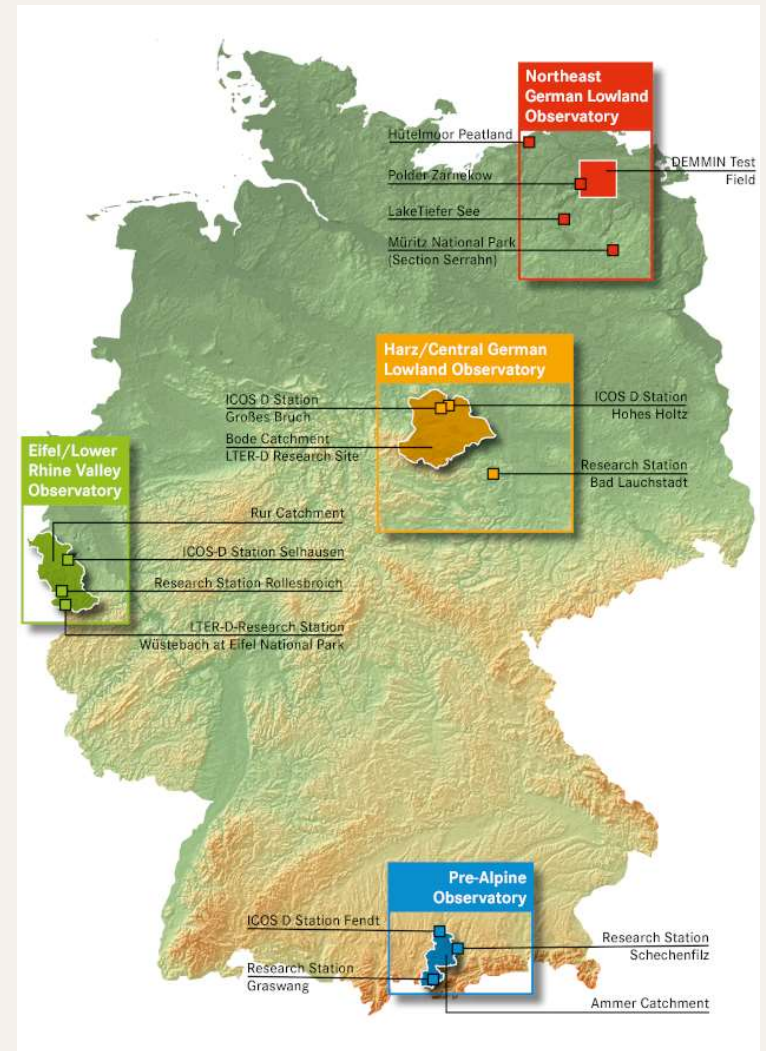 Northeast
German Lowland
Observatory
Hütelmoor Peatland
DEMMIN Test
Field
Polder Zarnekow
LakeTiefer See
Müritz National Park
(Section Serrahn)
Harz/Central German
Lowland Observatory
ICOS D Station
Großes Bruch
ICOS D Station
Hohes Holtz
Bode Catchment
LTER-D Research Site
Research Station
Bad Lauchstadt
Eifel/Lower
Rhine Valley
Observatory
Rur Catchment
ICOS-D Station Selhausen
Research Station Rollesbroich
LTER-D-Research Station
Wüstebach at Eifel National Park
Pre-Alpine
Observatory
ICOS D Station Fendt
Research Station
Schechenfilz
Research Station
Graswang
Ammer Catchment